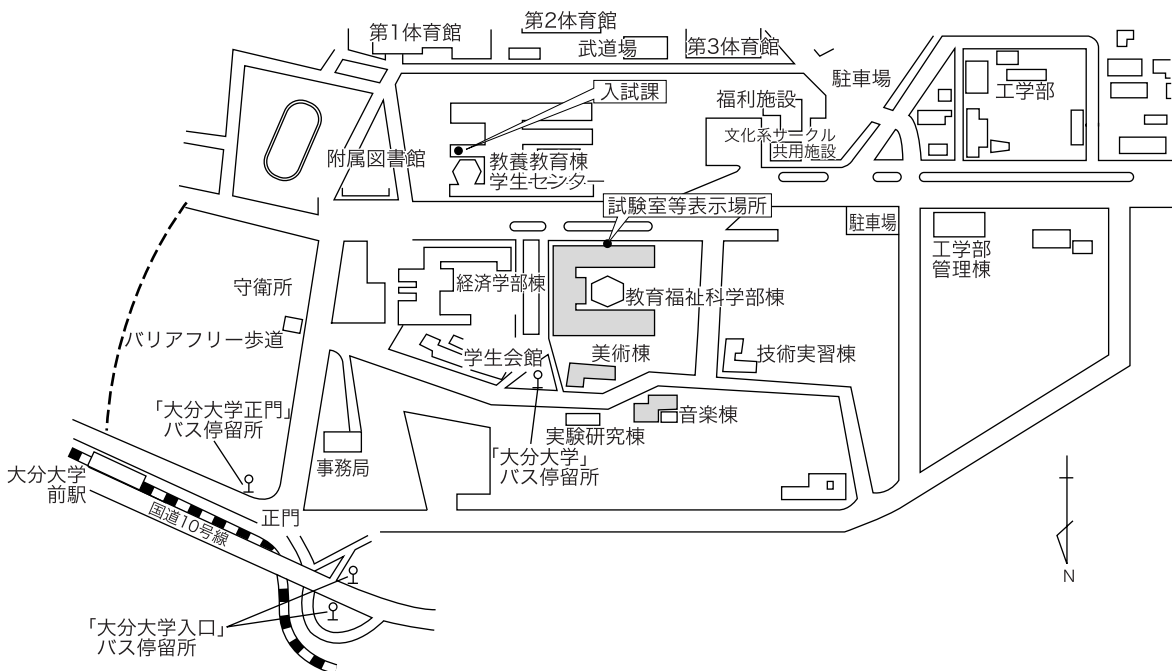 第1体育館
第2体育館
武道場
第3体育館
駐車場
入試課
福利施設
工学部
文化系サークル
共用施設
附属図書館
教養教育棟
学生センター
試験室等表示場所
駐車場
工学部
管理棟
守衛所
経済学部棟
教育福祉科学部棟
バリアフリー歩道
学生会館
美術棟
技術実習棟
「大分大学正門」
バス停留所
音楽棟
実験研究棟
「大分大学」
バス停留所
事務局
大分大学
前駅
国道10号線
正門
「大分大学入口」
バス停留所
N